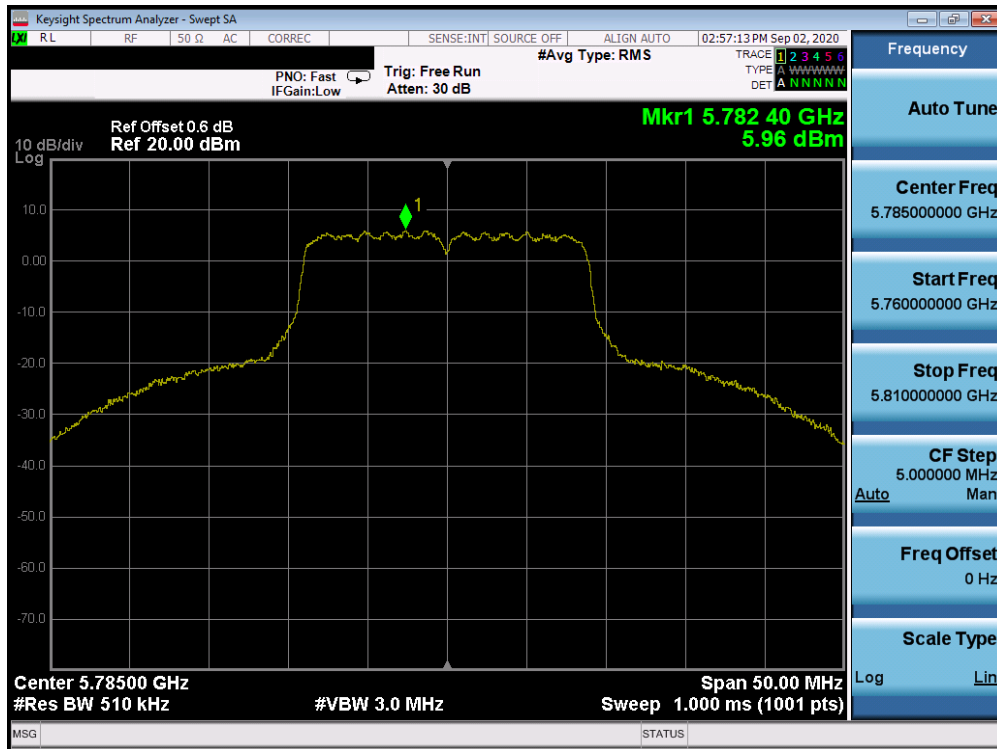 Keysight Spectrum Analyzer - Swept SA
LXI RL RF 50 Ω AC CORREC SENSE:INT SOURCE OFF ALIGN AUTO 02:57:13 PM Sep 02, 2020
#Avg Type: RMS
TRACE 1 2 3 4 5 6
TYPE A W W W W W
DET A N N N N N
PNO: Fast
IFGain:Low
Trig: Free Run
Atten: 30 dB
Mkr1 5.782 40 GHz
5.96 dBm
Ref Offset 0.6 dB
Ref 20.00 dBm
10 dB/div
Log
1
10.0
0.00
-10.0
-20.0
-30.0
-40.0
-50.0
-60.0
-70.0
Center 5.78500 GHz
Span 50.00 MHz
#Res BW 510 kHz
#VBW 3.0 MHz
Sweep 1.000 ms (1001 pts)
MSG
STATUS
Frequency
Auto Tune
Center Freq
5.785000000 GHz
Start Freq
5.760000000 GHz
Stop Freq
5.810000000 GHz
CF Step
5.000000 MHz
Auto Man
Freq Offset
0 Hz
Scale Type
Log Lin